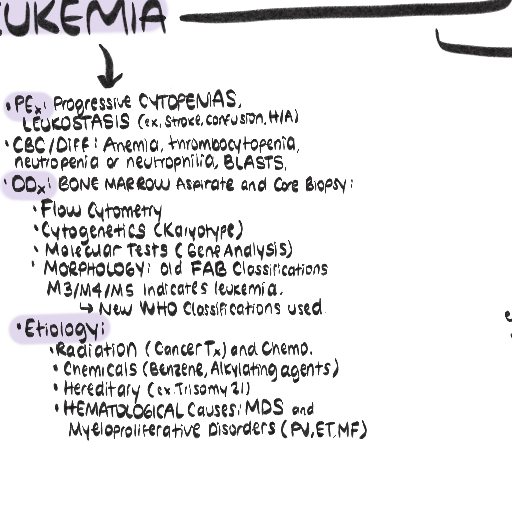 EUKEMIA
• PEx: Progressive CYTOPENIAS,
LEUKOSTASIS (ex. stroke, confusion, H/A)
• CBC/DIFF: Anemia, thrombocytopenia,
neutropenia or neutrophilia, BLASTS,
• DDx: BONE MARROW Aspirate and Core Biopsy:
• Flow Cytometry
• Cytogenetics (Karyotype)
• Molecular Tests (Gene Analysis)
• MORPHOLOGY: old FAB Classifications
M3/M4/M5 indicates leukemia.
↳ New WHO Classifications used
• Etiology:
• Radiation (Cancer Tx) and Chemo.
• Chemicals (Benzene, Alkylating agents)
• Hereditary (ex. Trisomy 21)
• HEMATOLOGICAL Causes: MDS and
Myeloproliferative Disorders (PV, ET, MF)